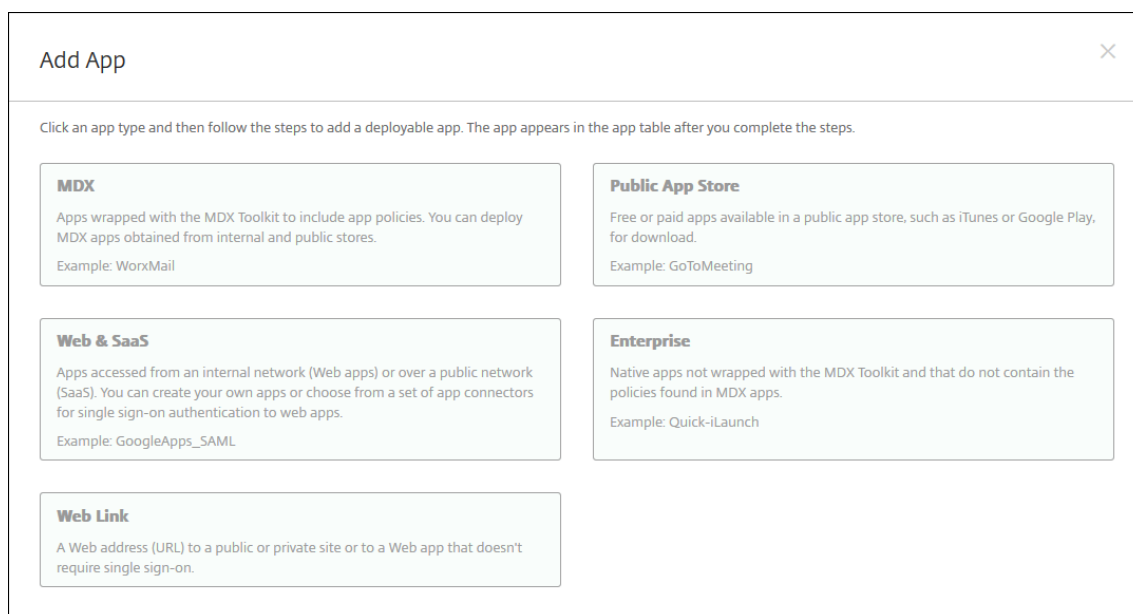 Add App
Click an app type and then follow the steps to add a deployable app. The app appears in the app table after you complete the steps.
MDX
Apps wrapped with the MDX Toolkit to include app policies. You can deploy
MDX apps obtained from internal and public stores.
Example: WorxMail
Public App Store
Free or paid apps available in a public app store, such as iTunes or Google Play,
for download.
Example: GoToMeeting
Web & SaaS
Apps accessed from an internal network (Web apps) or over a public network
(SaaS). You can create your own apps or choose from a set of app connectors
for single sign-on authentication to web apps.
Example: GoogleApps_SAML
Enterprise
Native apps not wrapped with the MDX Toolkit and that do not contain the
policies found in MDX apps.
Example: Quick-iLaunch
Web Link
A Web address (URL) to a public or private site or to a Web app that doesn't
require single sign-on.